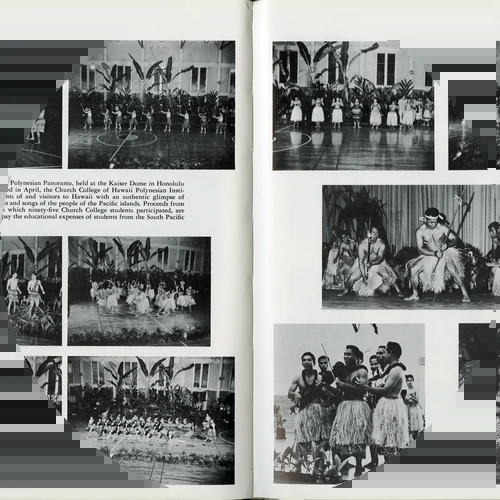 Polynesian Panorama, held at the Kaiser Dome in Honolulu
in April, the Church College of Hawaii Polynesian Insti-
of and visitors to Hawaii with an authentic glimpse of
and songs of the people of the Pacific islands. Proceeds from
which ninety-five Church College students participated, are
pay the educational expenses of students from the South Pacific